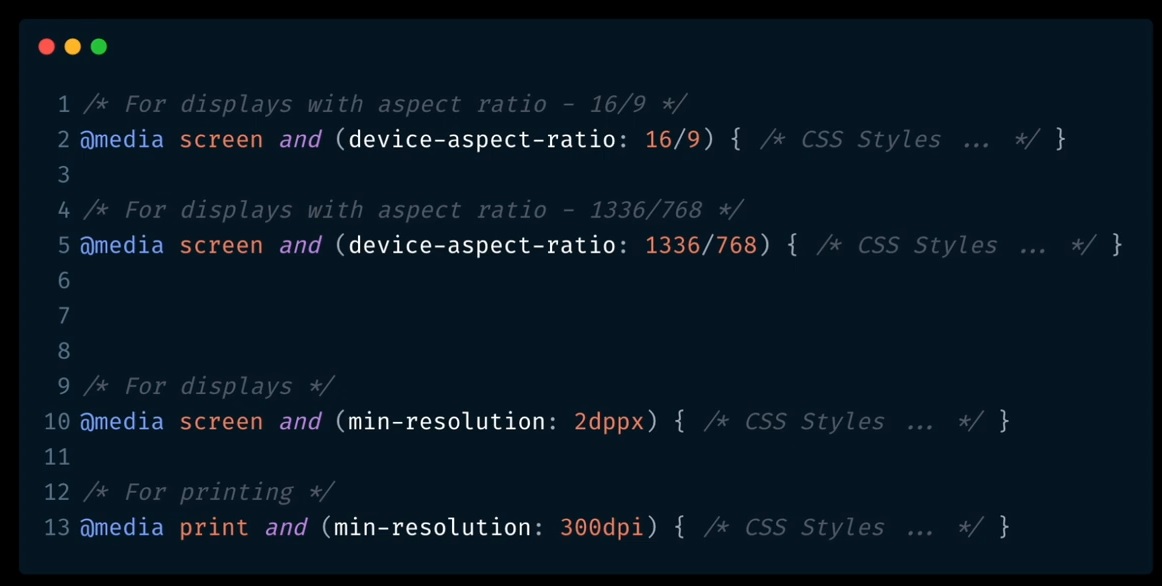 1 /* For displays with aspect ratio - 16/9 */
2 @media screen and (device-aspect-ratio: 16/9) { /* CSS Styles ... */ }
3
4 /* For displays with aspect ratio - 1336/768 */
5 @media screen and (device-aspect-ratio: 1336/768) { /* CSS Styles ... */ }
6
7
8
9 /* For displays */
10 @media screen and (min-resolution: 2dppx) { /* CSS Styles ... */ }
11
12 /* For printing */
13 @media print and (min-resolution: 300dpi) { /* CSS Styles ... */ }